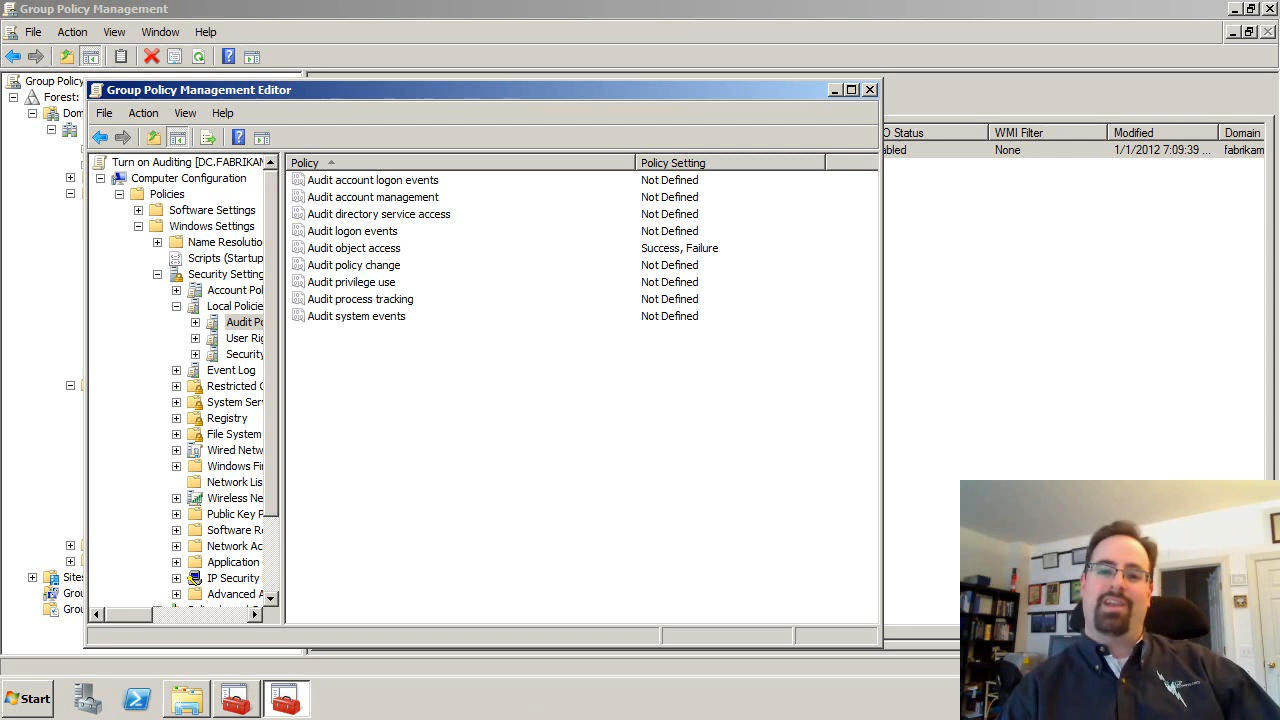 Group Policy Management
File Action View Window Help
Group Policy
Forest:
Dom
Sites
Grou
Grou
Group Policy Management Editor
File Action View Help
Turn on Auditing [DC.FABRIKAM
Computer Configuration
Policies
Software Settings
Windows Settings
Name Resolutio
Scripts (Startup
Security Setting
Account Pol
Local Policie
Audit Po
User Rig
Security
Event Log
Restricted G
System Serv
Registry
File System
Wired Netw
Windows Fir
Network Lis
Wireless Ne
Public Key P
Software Re
Network Ac
Application
IP Security
Advanced A
Policy Policy Setting
Audit account logon events Not Defined
Audit account management Not Defined
Audit directory service access Not Defined
Audit logon events Not Defined
Audit object access Success, Failure
Audit policy change Not Defined
Audit privilege use Not Defined
Audit process tracking Not Defined
Audit system events Not Defined
O Status WMI Filter Modified Domain
abled None 1/1/2012 7:09:39 ... fabrikam
Start